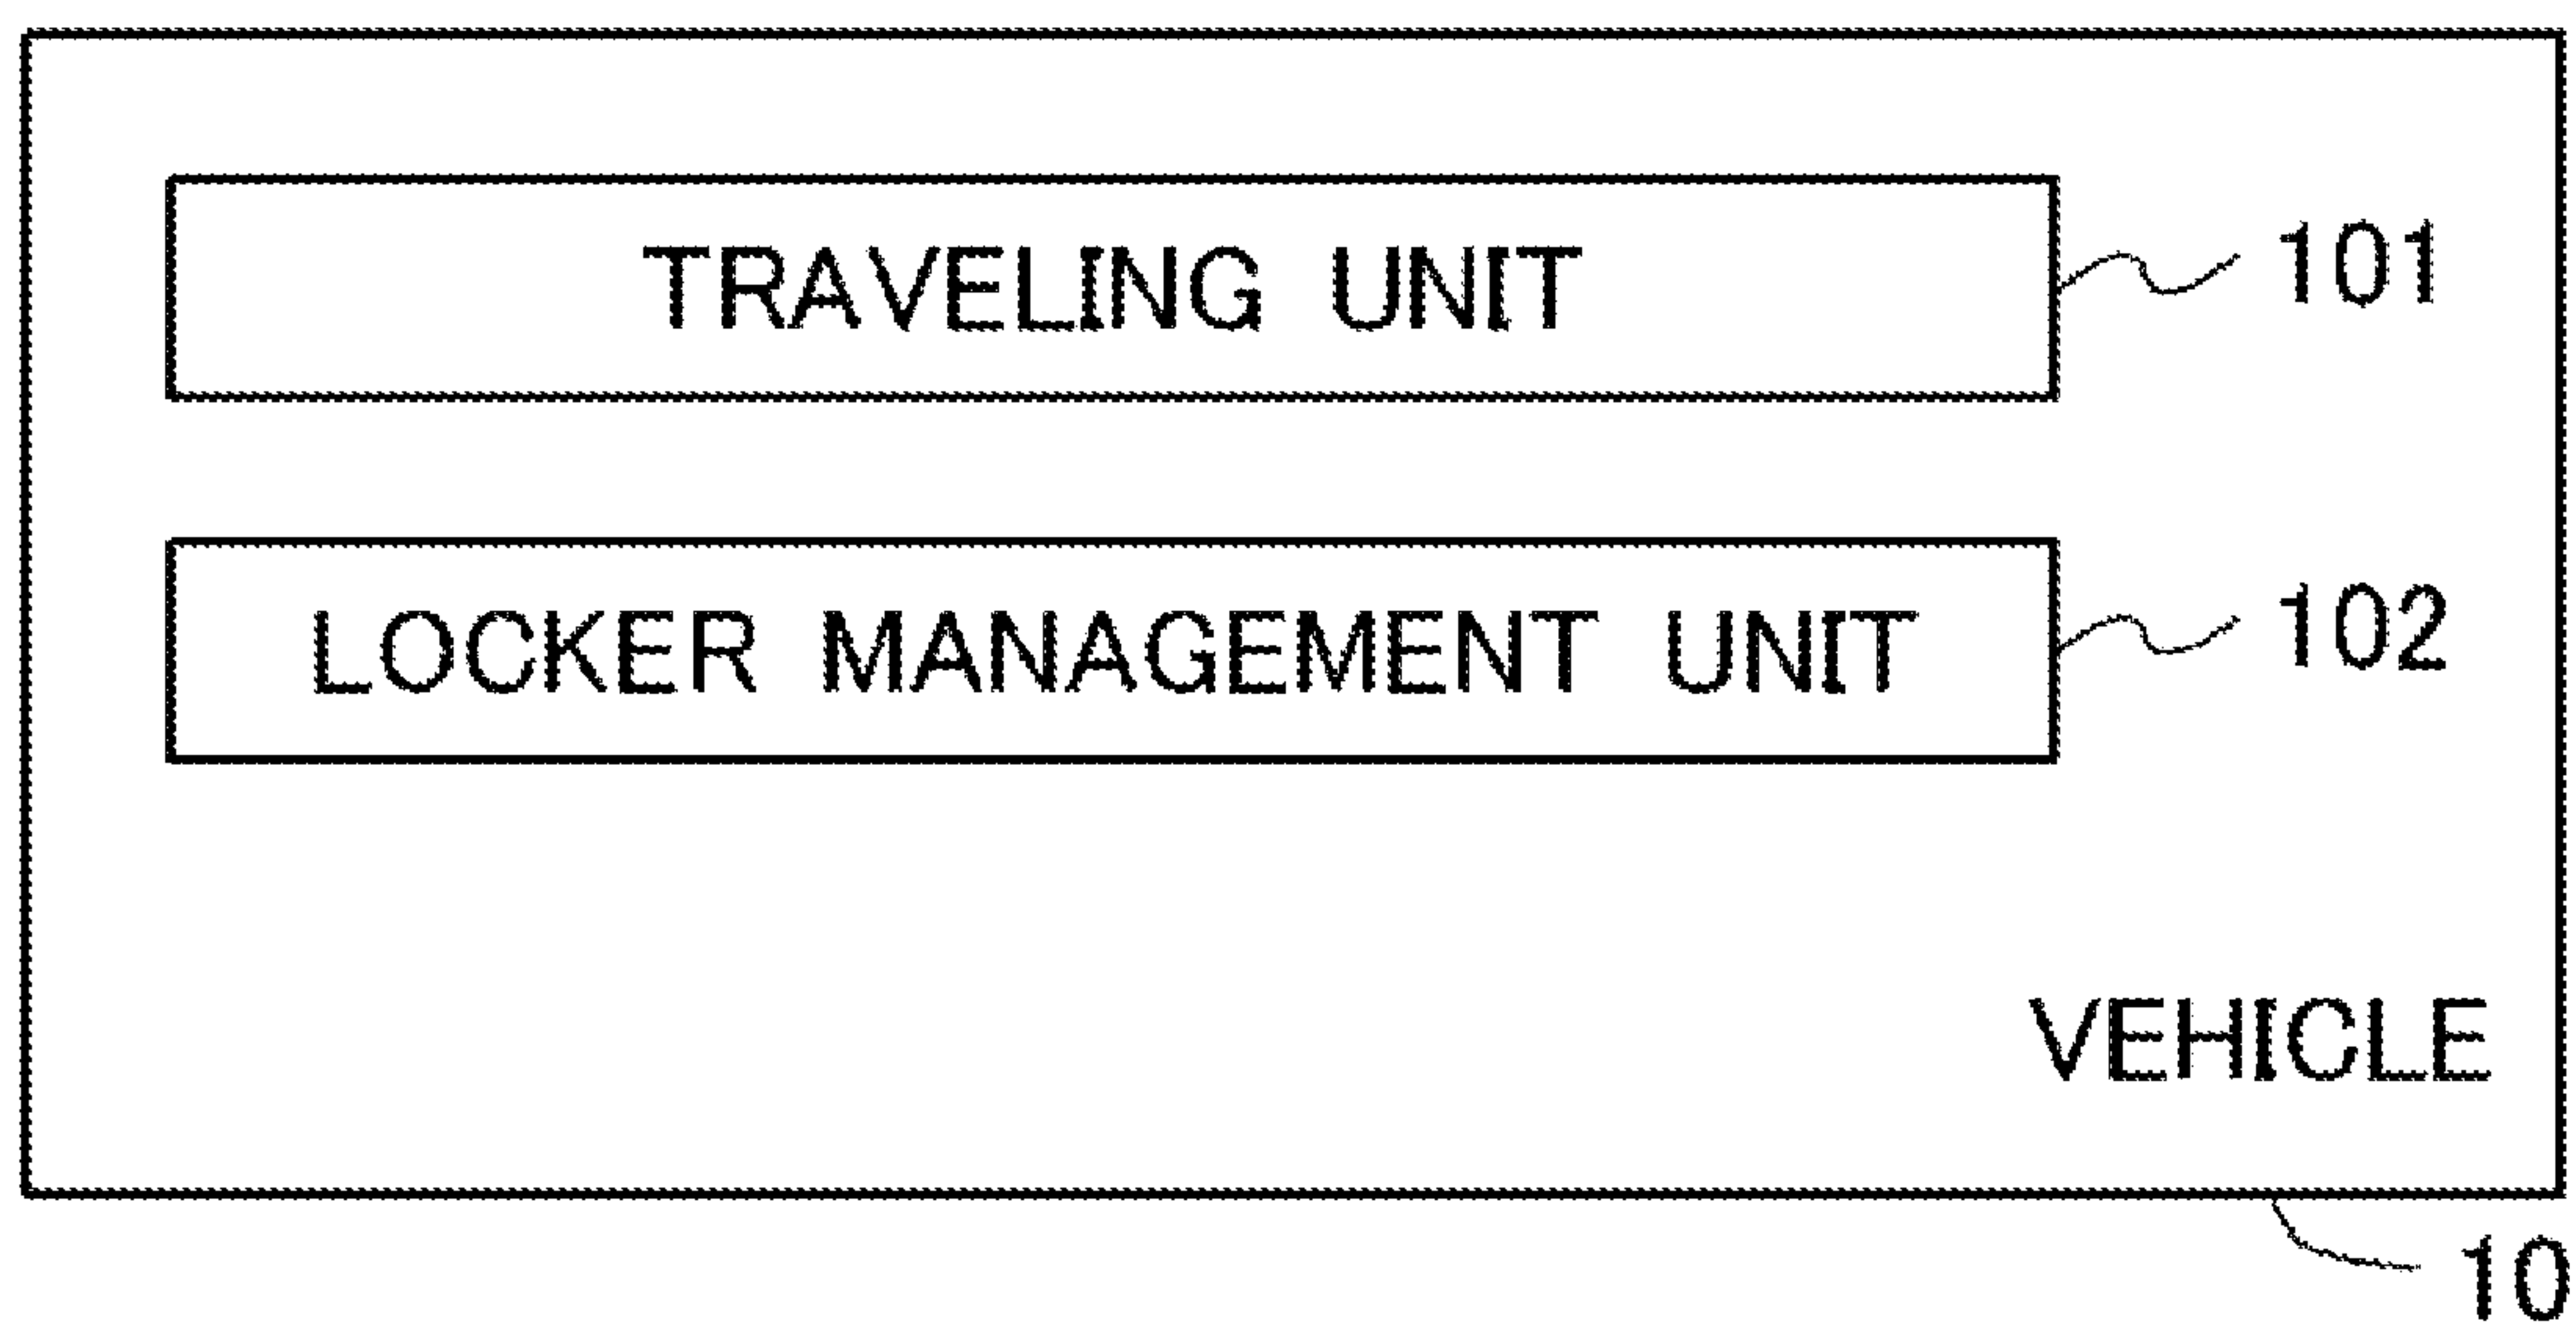 TRAVELING UNIT 101
LOCKER MANAGEMENT UNIT 102
VEHICLE
10